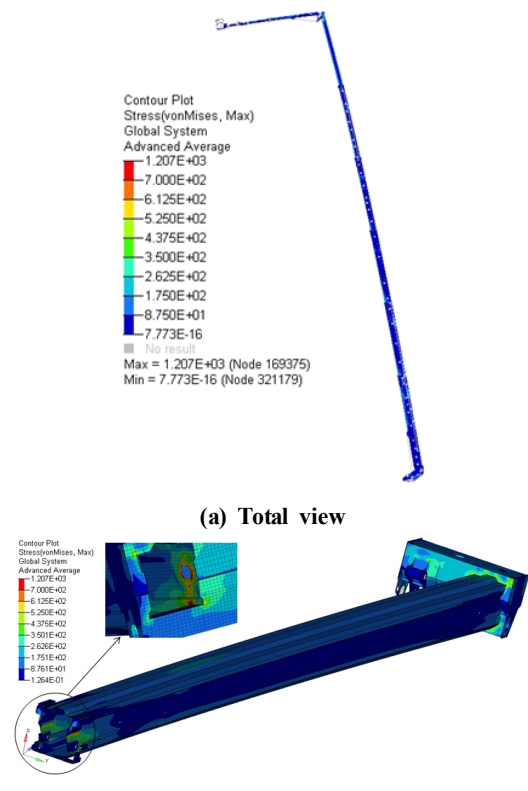 Contour Plot
Stress(vonMises, Max)
Global System
Advanced Average
1.207E+03
7.000E+02
6.125E+02
5.250E+02
4.375E+02
3.500E+02
2.625E+02
1.750E+02
8.750E+01
7.773E-16
No result
Max = 1.207E+03 (Node 169375)
Min = 7.773E-16 (Node 321179)
(a) Total view
Contour Plot
Stress(vonMises, Max)
Global System
Advanced Average
1.207E+03
7.000E+02
6.125E+02
5.250E+02
4.375E+02
3.501E+02
2.626E+02
1.751E+02
8.761E+01
1.264E-01
X
Y